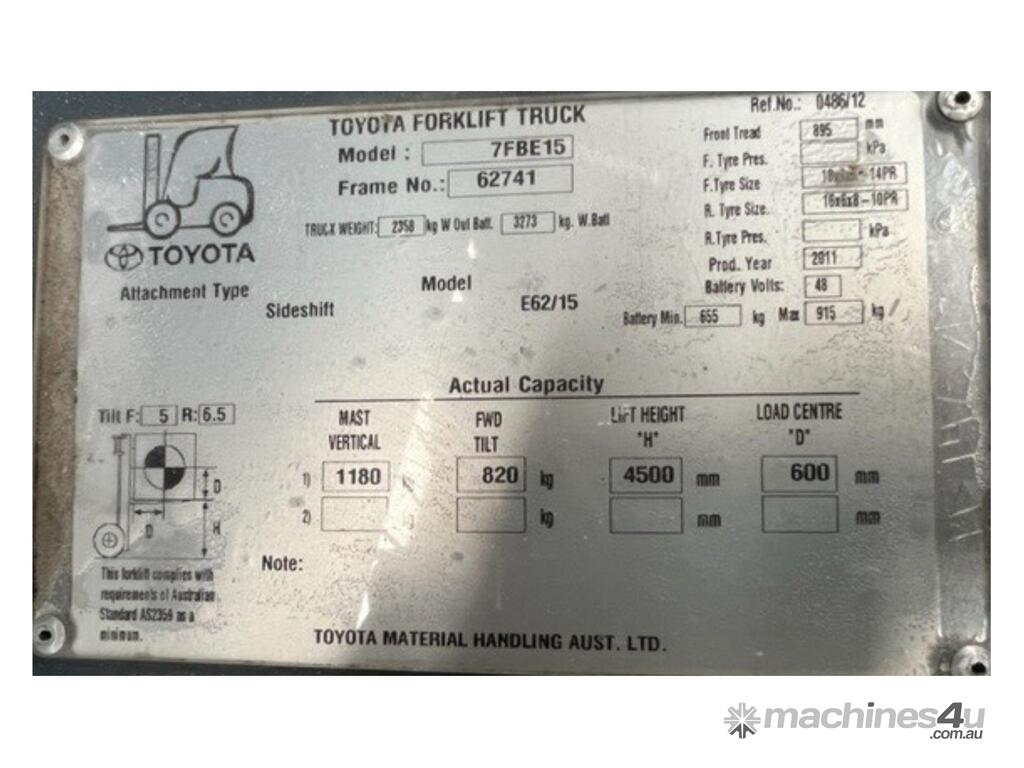 Ref.No.: 0486/12
TOYOTA FORKLIFT TRUCK
Model : 7FBE15
Frame No.: 62741
TRUCK WEIGHT: 2358 kg W Out Batt. 3273 kg. W.Batt
Front Tread 895 mm
F. Tyre Pres. kPa
F.Tyre Size -14PR
R. Tyre Size. 16x6x8-10PR
R.Tyre Pres. kPa
Prod. Year 2011
Battery Volts: 48
Battery Min. 655 kg Max 915 kg
TOYOTA
Attachment Type Model
Sideshift E62/15
Actual Capacity
Tilt F: 5 R: 6.5
MAST VERTICAL FWD TILT LIFT HEIGHT "H" LOAD CENTRE "D"
1) 1180 kg 820 kg 4500 mm 600 mm
2) kg kg mm mm
D
D H
Note:
This forklift complies with
requirements of Australian
Standard AS2359 as a
minimum.
TOYOTA MATERIAL HANDLING AUST. LTD.
machines4u
.com.au